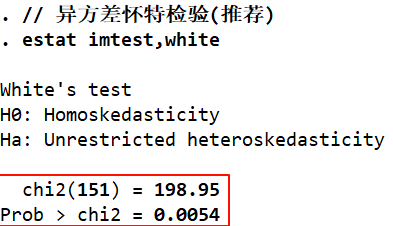 . // 异方差怀特检验(推荐)
. estat imtest,white
White's test
H0: Homoskedasticity
Ha: Unrestricted heteroskedasticity
chi2(151) = 198.95
Prob > chi2 = 0.0054